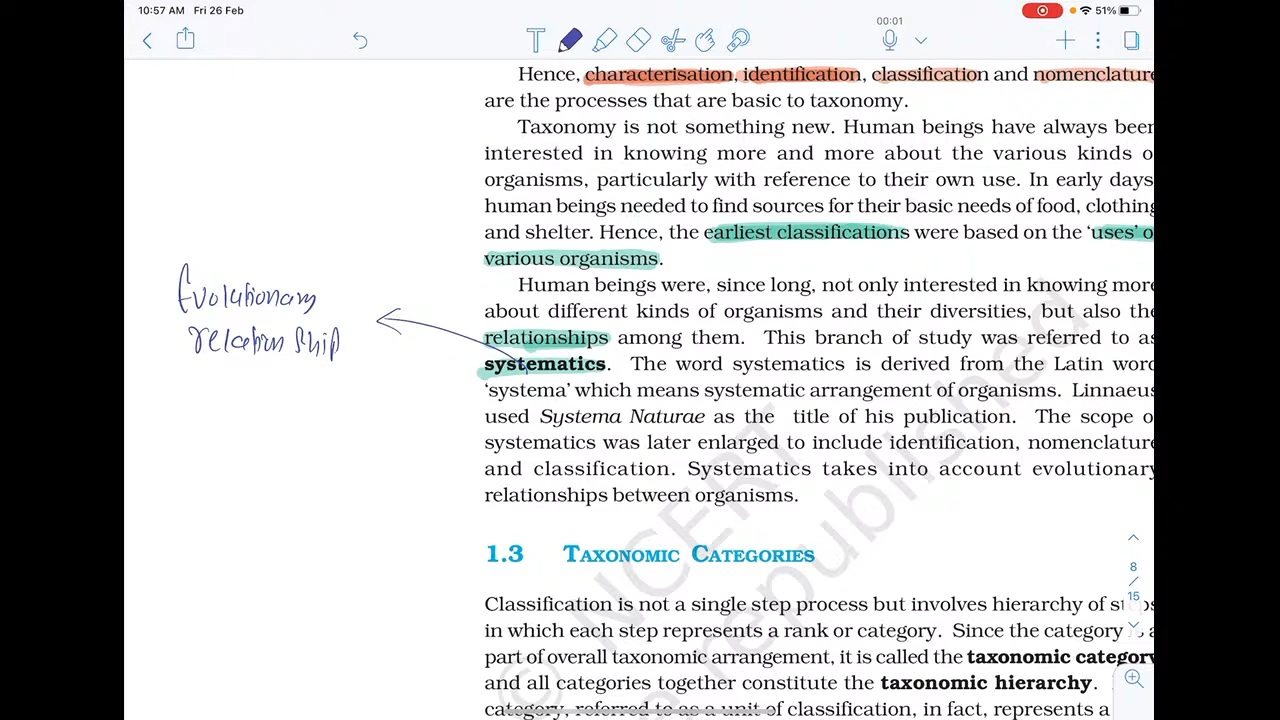 10:57 AM Fri 26 Feb
51%
00:01
Hence, characterisation, identification, classification and nomenclature
are the processes that are basic to taxonomy.
Taxonomy is not something new. Human beings have always been
interested in knowing more and more about the various kinds o
organisms, particularly with reference to their own use. In early days
human beings needed to find sources for their basic needs of food, clothing
and shelter. Hence, the earliest classifications were based on the ‘uses’ o
various organisms.
Human beings were, since long, not only interested in knowing more
about different kinds of organisms and their diversities, but also the
relationships among them. This branch of study was referred to as
systematics. The word systematics is derived from the Latin word
‘systema’ which means systematic arrangement of organisms. Linnaeus
used Systema Naturae as the title of his publication. The scope o
systematics was later enlarged to include identification, nomenclature
and classification. Systematics takes into account evolutionary
relationships between organisms.
Evolutionary
relationship
1.3 TAXONOMIC CATEGORIES
Classification is not a single step process but involves hierarchy of steps
in which each step represents a rank or category. Since the category is a
part of overall taxonomic arrangement, it is called the taxonomic category
and all categories together constitute the taxonomic hierarchy.
category, referred to as a unit of classification, in fact, represents a
8
/
15
© NCERT
republished